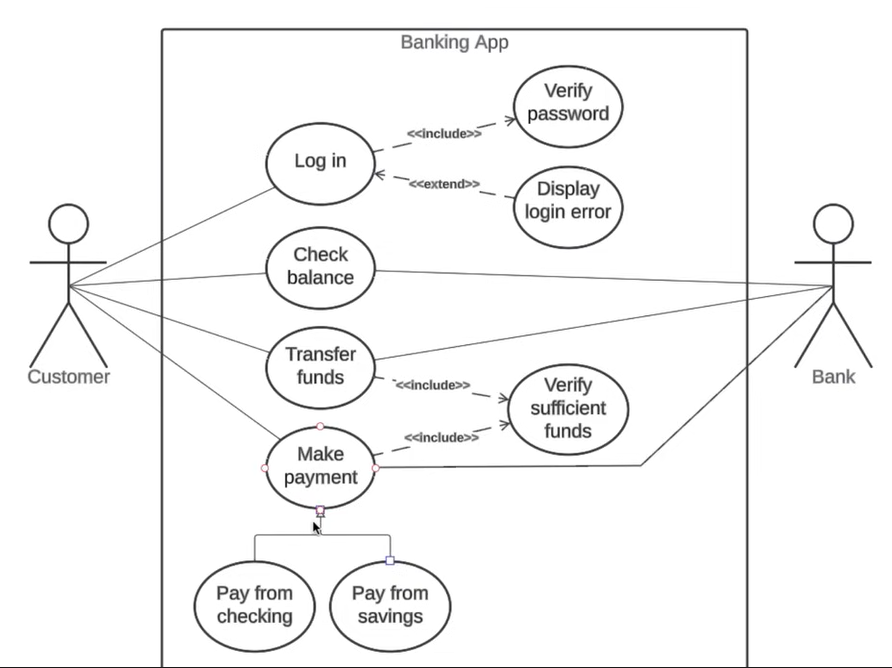 Banking App
Verify
password
<<include>>
Log in
<<extend>>
Display
login error
Check
balance
Transfer
funds
Customer
Bank
<<include>>
Verify
sufficient
funds
<<include>>
Make
payment
Pay from
checking
Pay from
savings